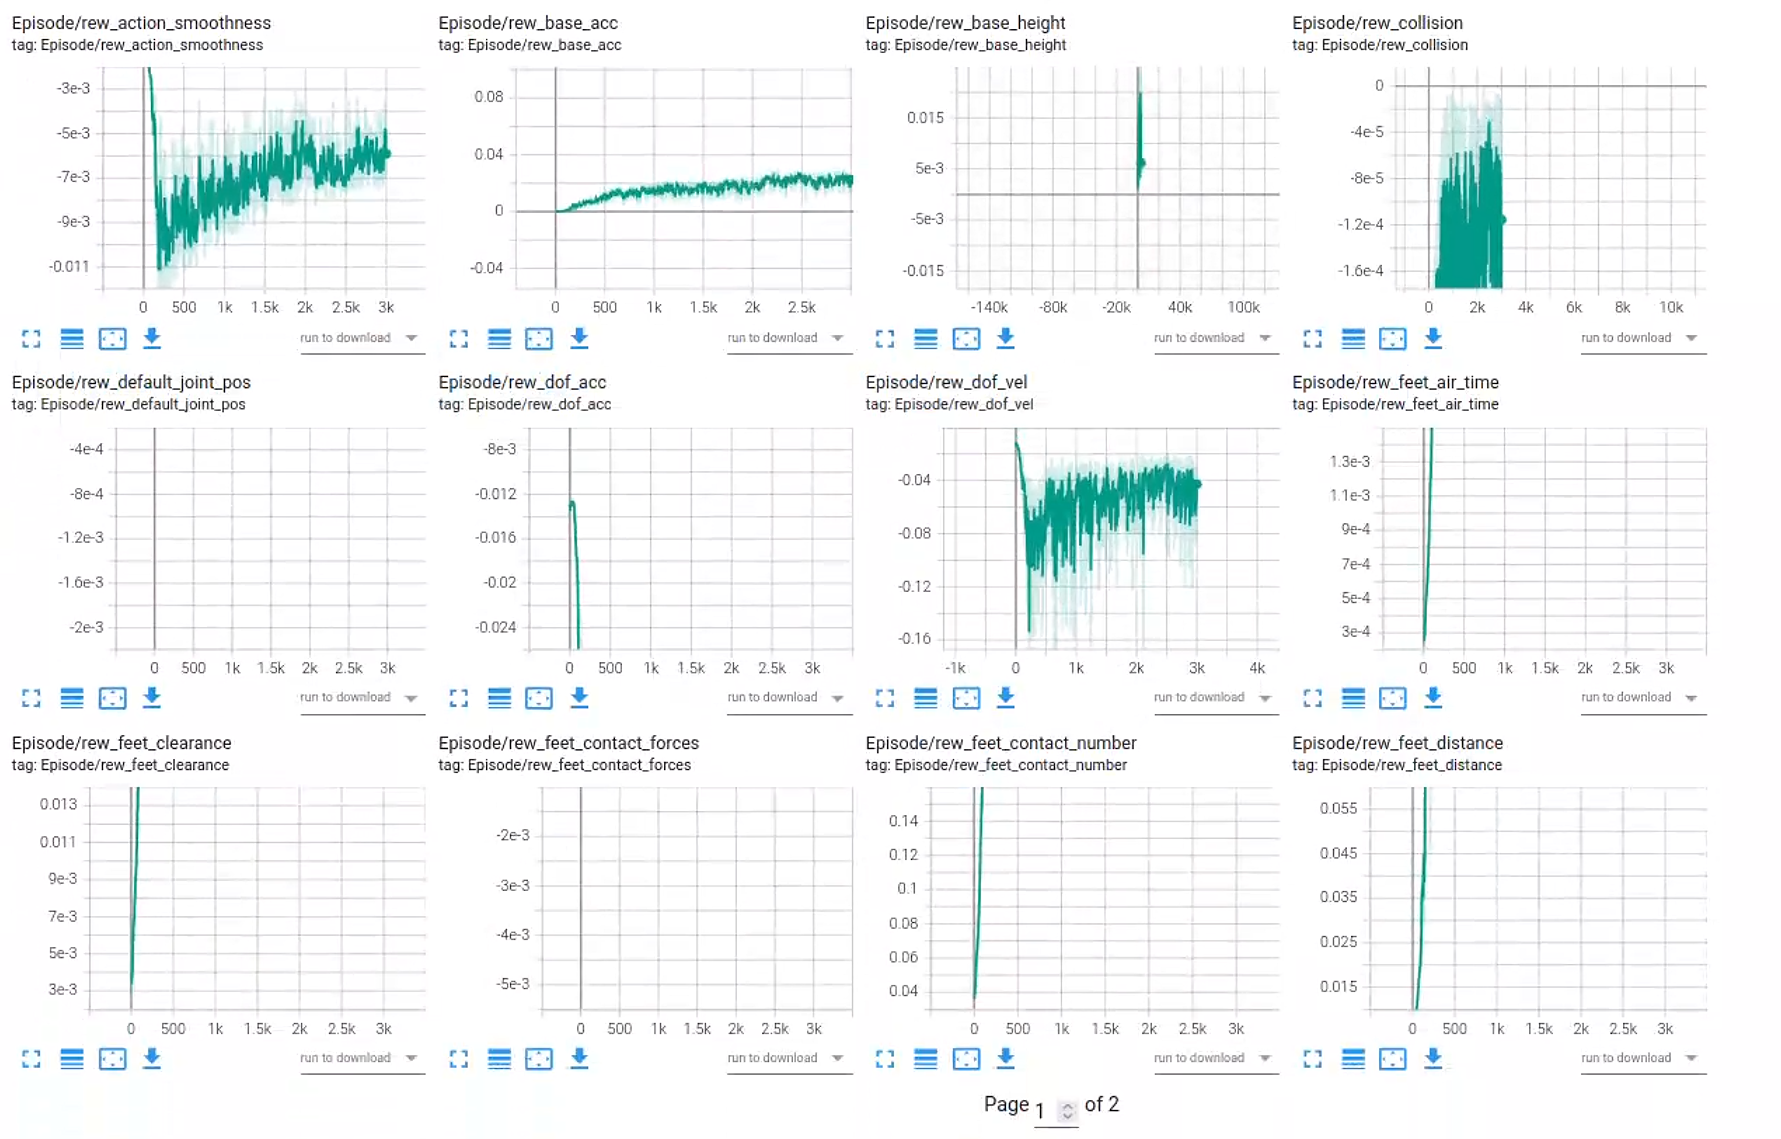 Episode/rew_action_smoothness
tag: Episode/rew_action_smoothness
-3e-3
-5e-3
-7e-3
-9e-3
-0.011
0 500 1k 1.5k 2k 2.5k 3k
run to download
Episode/rew_base_acc
tag: Episode/rew_base_acc
0.08
0.04
0
-0.04
0 500 1k 1.5k 2k 2.5k
run to download
Episode/rew_base_height
tag: Episode/rew_base_height
0.015
5e-3
-5e-3
-0.015
-140k -80k -20k 40k 100k
run to download
Episode/rew_collision
tag: Episode/rew_collision
0
-4e-5
-8e-5
-1.2e-4
-1.6e-4
0 2k 4k 6k 8k 10k
run to download
Episode/rew_default_joint_pos
tag: Episode/rew_default_joint_pos
-4e-4
-8e-4
-1.2e-3
-1.6e-3
-2e-3
0 500 1k 1.5k 2k 2.5k 3k
run to download
Episode/rew_dof_acc
tag: Episode/rew_dof_acc
-8e-3
-0.012
-0.016
-0.02
-0.024
0 500 1k 1.5k 2k 2.5k 3k
run to download
Episode/rew_dof_vel
tag: Episode/rew_dof_vel
-0.04
-0.08
-0.12
-0.16
-1k 0 1k 2k 3k 4k
run to download
Episode/rew_feet_air_time
tag: Episode/rew_feet_air_time
1.3e-3
1.1e-3
9e-4
7e-4
5e-4
3e-4
0 500 1k 1.5k 2k 2.5k 3k
run to download
Episode/rew_feet_clearance
tag: Episode/rew_feet_clearance
0.013
0.011
9e-3
7e-3
5e-3
3e-3
0 500 1k 1.5k 2k 2.5k 3k
run to download
Episode/rew_feet_contact_forces
tag: Episode/rew_feet_contact_forces
-2e-3
-3e-3
-4e-3
-5e-3
0 500 1k 1.5k 2k 2.5k 3k
run to download
Episode/rew_feet_contact_number
tag: Episode/rew_feet_contact_number
0.14
0.12
0.1
0.08
0.06
0.04
0 500 1k 1.5k 2k 2.5k 3k
run to download
Episode/rew_feet_distance
tag: Episode/rew_feet_distance
0.055
0.045
0.035
0.025
0.015
0 500 1k 1.5k 2k 2.5k 3k
run to download
Page 1 of 2